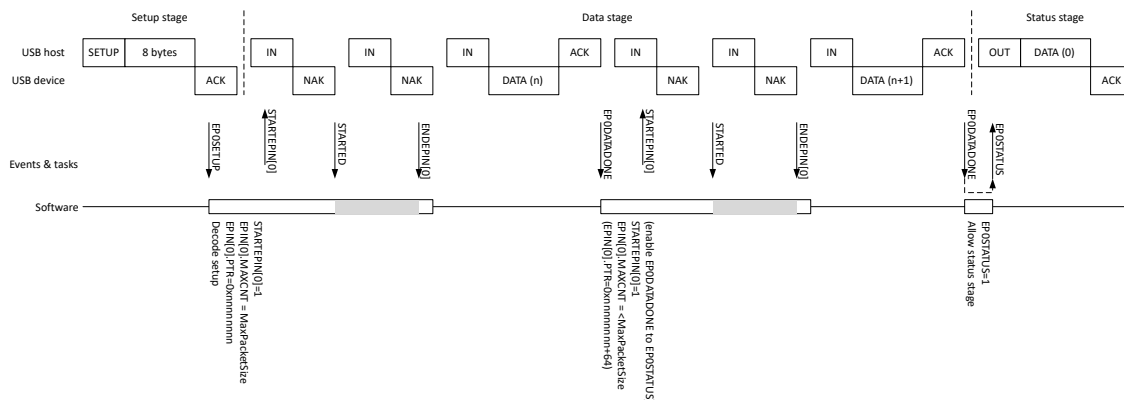 Setup stage
Data stage
Status stage
USB host
SETUP
8 bytes
IN
IN
IN
ACK
IN
IN
IN
ACK
OUT
DATA (0)
USB device
ACK
NAK
NAK
DATA (n)
NAK
NAK
DATA (n+1)
ACK
Events & tasks
EP0SETUP
STARTEPIN[0]
STARTED
ENDEPIN[0]
EP0DATADONE
STARTEPIN[0]
STARTED
ENDEPIN[0]
EP0DATADONE
EP0STATUS
Software
Decode setup
EPIN[0].PTR=0xnnnnnnnn
EPIN[0].MAXCNT = MaxPacketSize
STARTEPIN[0]=1
(EPIN[0].PTR=0xnnnnnnnn+64)
EPIN[0].MAXCNT = <MaxPacketSize
STARTEPIN[0]=1
(enable EP0DATADONE to EP0STATUS
Allow status stage
EP0STATUS=1